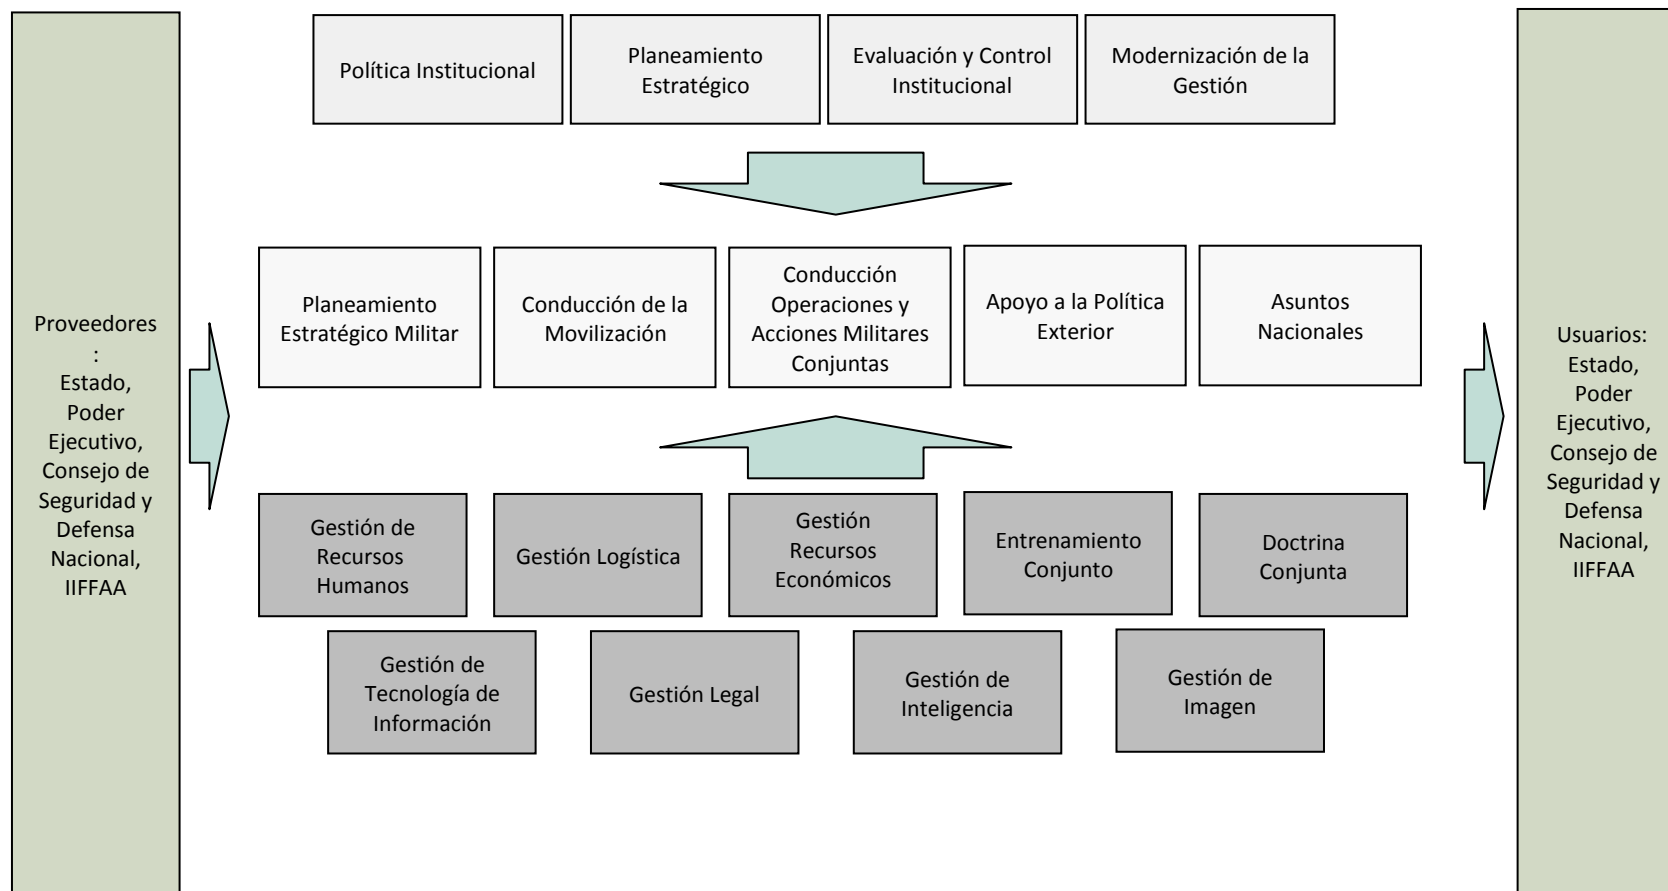 Política Institucional
Planeamiento
Estratégico
Evaluación y Control
Institucional
Modernización de la
Gestión
Proveedores
:
Estado,
Poder
Ejecutivo,
Consejo de
Seguridad y
Defensa
Nacional,
IIFFAA
Planeamiento
Estratégico Militar
Conducción de la
Movilización
Conducción
Operaciones y
Acciones Militares
Conjuntas
Apoyo a la Política
Exterior
Asuntos
Nacionales
Usuarios:
Estado,
Poder
Ejecutivo,
Consejo de
Seguridad y
Defensa
Nacional,
IIFFAA
Gestión de
Recursos
Humanos
Gestión Logística
Gestión
Recursos
Económicos
Entrenamiento
Conjunto
Doctrina
Conjunta
Gestión de
Tecnología de
Información
Gestión Legal
Gestión de
Inteligencia
Gestión de
Imagen